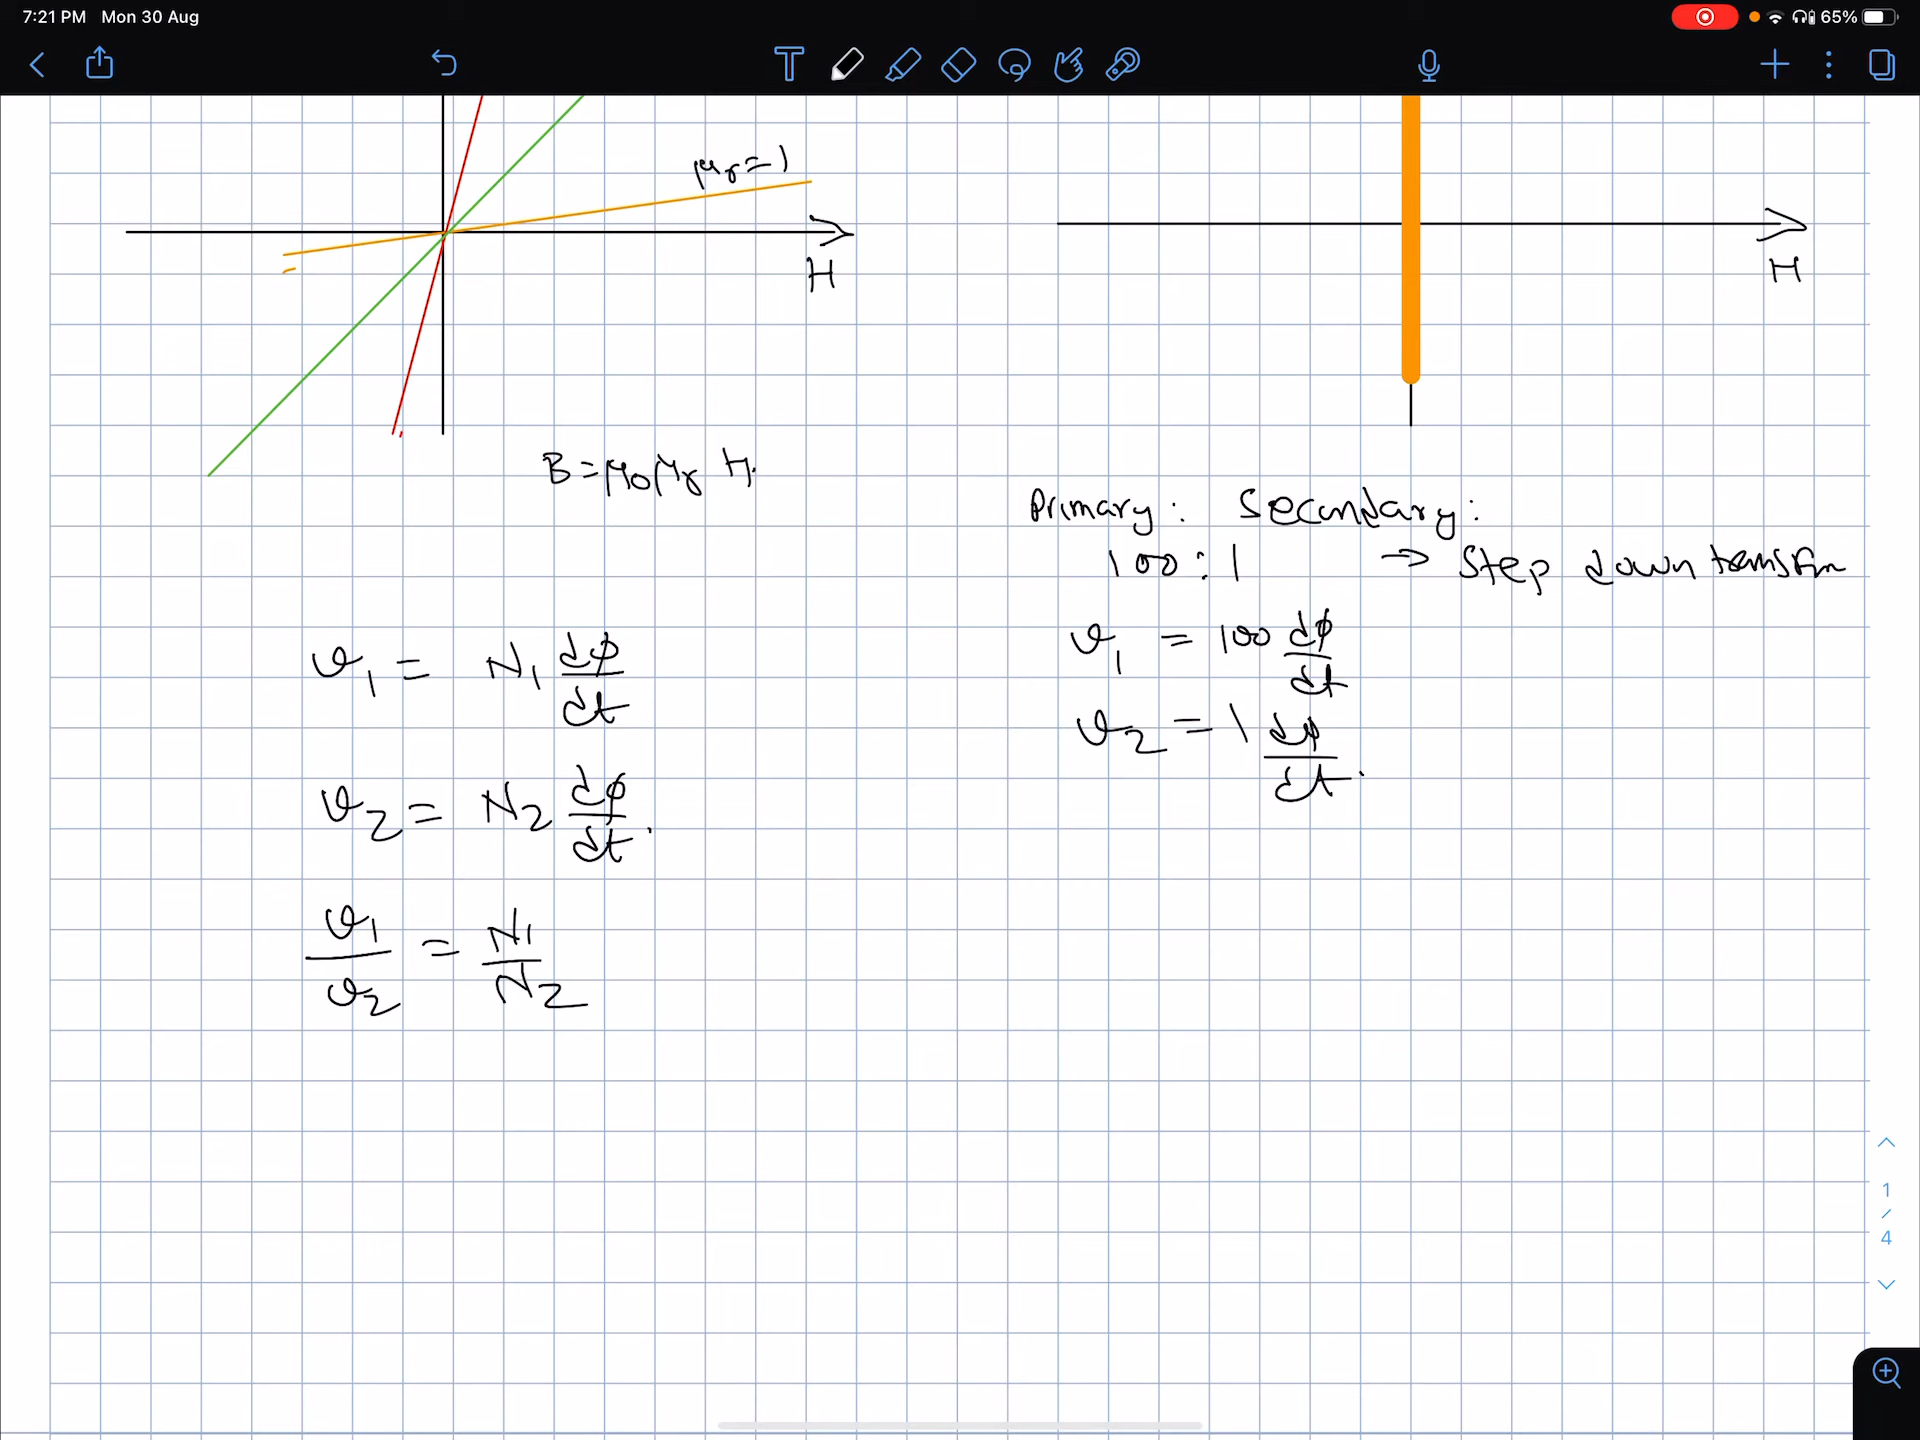 7:21 PM Mon 30 Aug
65%
μr=1
H
H
B=μ0μr H.
Primary: Secondary:
100:1 ⇒ Step down
v1 = N1 dφ/dt
v1 = 100 dφ/dt
v2 = 1 dφ/dt.
v2 = N2 dφ/dt.
v1/v2 = N1/N2
1
/
4